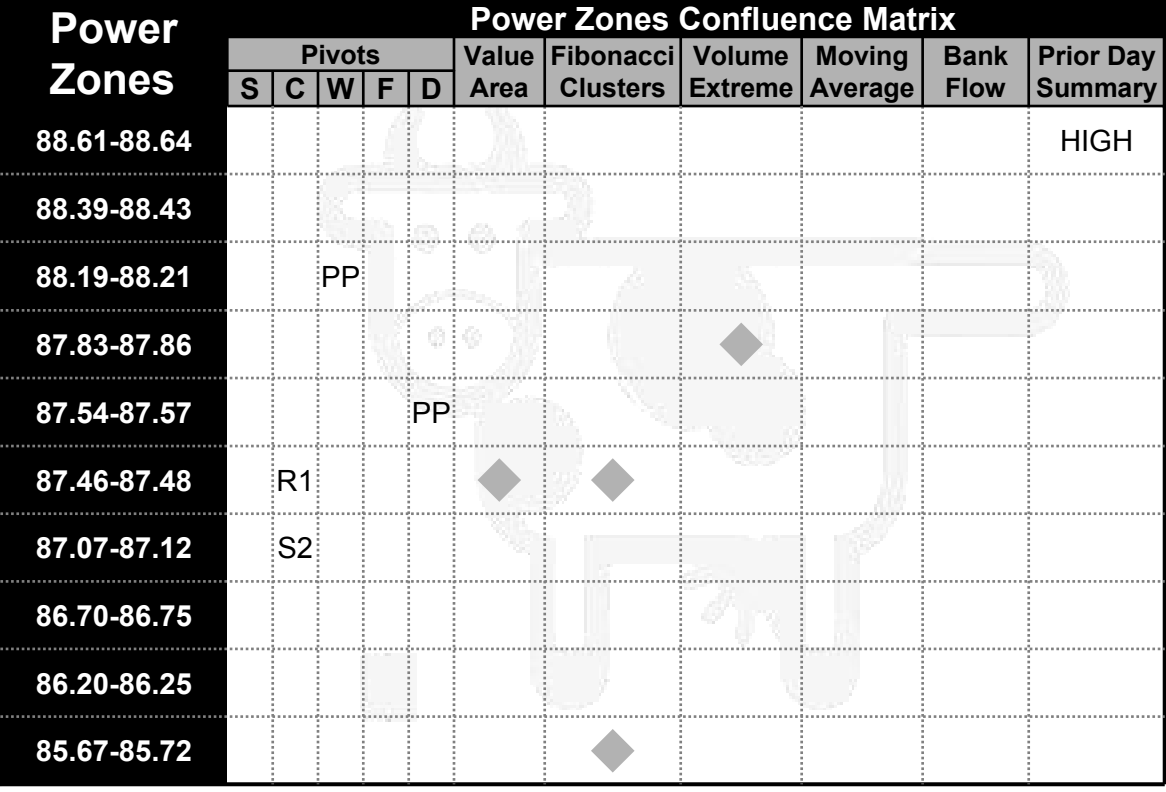 Power Zones
Power Zones Confluence Matrix
Pivots
S C W F D
Value Area
Fibonacci Clusters
Volume Extreme
Moving Average
Bank Flow
Prior Day Summary
88.61-88.64 HIGH
88.39-88.43
88.19-88.21 PP
87.83-87.86
87.54-87.57 PP
87.46-87.48 R1
87.07-87.12 S2
86.70-86.75
86.20-86.25
85.67-85.72